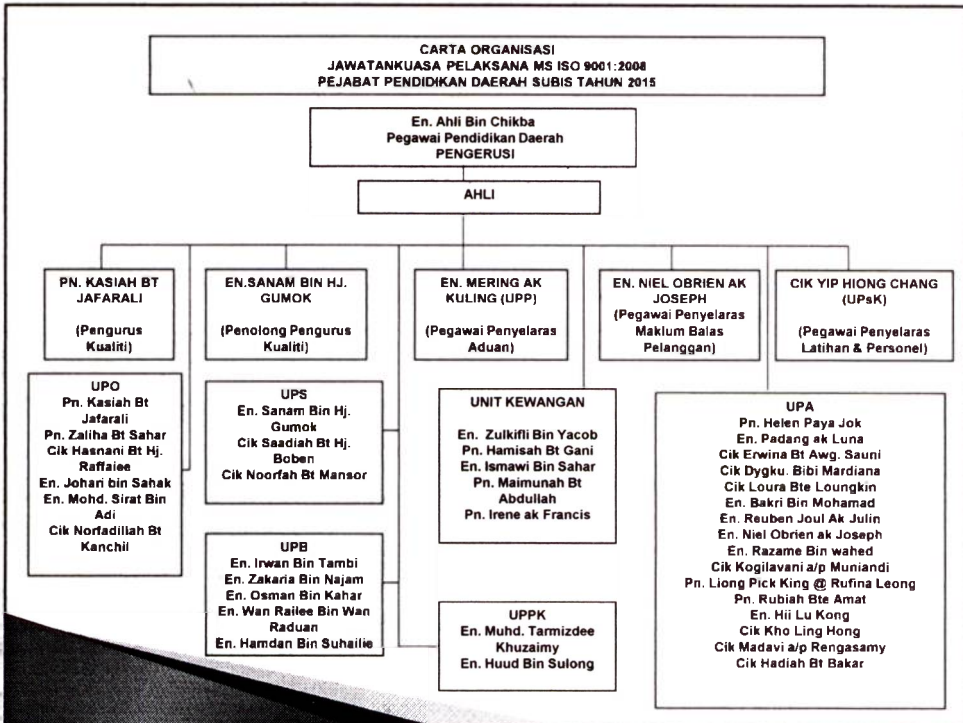 CARTA ORGANISASI
JAWATANKUASA PELAKSANA MS ISO 9001:2008
PEJABAT PENDIDIKAN DAERAH SUBIS TAHUN 2015
En. Ahli Bin Chikba
Pegawai Pendidikan Daerah
PENGERUSI
AHLI
PN. KASIAH BT
JAFARALI
(Pengurus
Kualiti)
EN.SANAM BIN HJ.
GUMOK
(Penolong Pengurus
Kualiti)
EN. MERING AK
KULING (UPP)
(Pegawai Penyelaras
Aduan)
EN. NIEL OBRIEN AK
JOSEPH
(Pegawai Penyelaras
Maklum Balas
Pelanggan)
CIK YIP HIONG CHANG
(UPsK)
(Pegawai Penyelaras
Latihan & Personel)
UPO
Pn. Kasiah Bt
Jafarali
Pn. Zaliha Bt Sahar
Cik Hasnani Bt Hj.
Raffaiee
En. Johari bin Sahak
En. Mohd. Sirat Bin
Adi
Cik Norfadillah Bt
Kanchil
UPS
En. Sanam Bin Hj.
Gumok
Cik Saadiah Bt Hj.
Boben
Cik Noorfah Bt Mansor
UPB
En. Irwan Bin Tambi
En. Zakaria Bin Najam
En. Osman Bin Kahar
En. Wan Railee Bin Wan
Raduan
En. Hamdan Bin Suhailie
UNIT KEWANGAN
En. Zulkifli Bin Yacob
Pn. Hamisah Bt Gani
En. Ismawi Bin Sahar
Pn. Maimunah Bt
Abdullah
Pn. Irene ak Francis
UPPK
En. Muhd. Tarmizdee
Khuzaimy
En. Huud Bin Sulong
UPA
Pn. Helen Paya Jok
En. Padang ak Luna
Cik Erwina Bt Awg. Sauni
Cik Dygku. Bibi Mardiana
Cik Loura Bte Loungkin
En. Bakri Bin Mohamad
En. Reuben Joul Ak Julin
En. Niel Obrien ak Joseph
En. Razame Bin wahed
Cik Kogilavani a/p Muniandi
Pn. Liong Pick King @ Rufina Leong
Pn. Rubiah Bte Amat
En. Hii Lu Kong
Cik Kho Ling Hong
Cik Madavi a/p Rengasamy
Cik Hadiah Bt Bakar